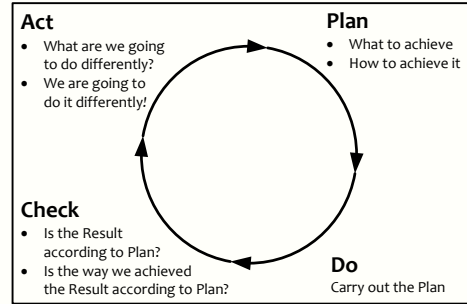 Act
• What are we going
to do differently?
• We are going to
do it differently!
Plan
• What to achieve
• How to achieve it
Check
• Is the Result
according to Plan?
• Is the way we achieved
the Result according to Plan?
Do
Carry out the Plan